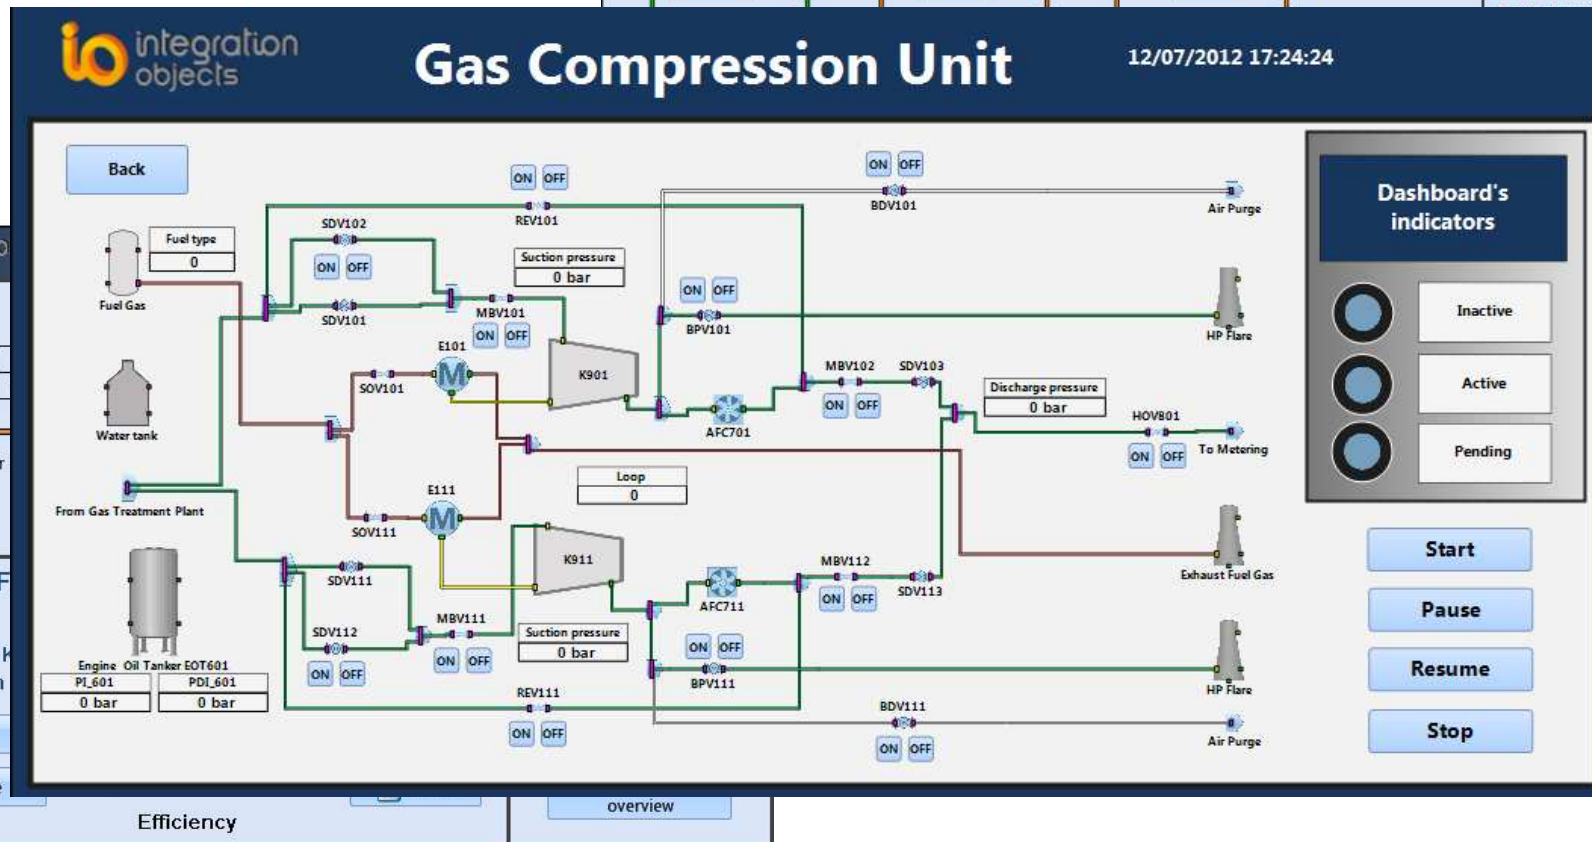 integration
objects
Gas Compression Unit
12/07/2012 17:24:24
Back
ON OFF
REV101
ON OFF
BDV101
Air Purge
Dashboard's
indicators
Inactive
Active
Pending
Fuel type
0
Fuel Gas
SDV102
ON OFF
SDV101
Suction pressure
0 bar
MBV101
ON OFF
ON OFF
BPV101
HP Flare
Water tank
E101
SOV101
K901
AFC701
MBV102
ON OFF
SDV103
Discharge pressure
0 bar
HOV801
ON OFF
To Metering
From Gas Treatment Plant
Loop
0
E111
SOV111
K911
AFC711
MBV112
ON OFF
SDV113
Exhaust Fuel Gas
SDV111
SDV112
ON OFF
MBV111
ON OFF
Suction pressure
0 bar
ON OFF
BPV111
HP Flare
Engine Oil Tanker EOT601
PI_601
0 bar
PDI_601
0 bar
REV111
ON OFF
BDV111
ON OFF
Air Purge
Start
Pause
Resume
Stop
Efficiency
overview